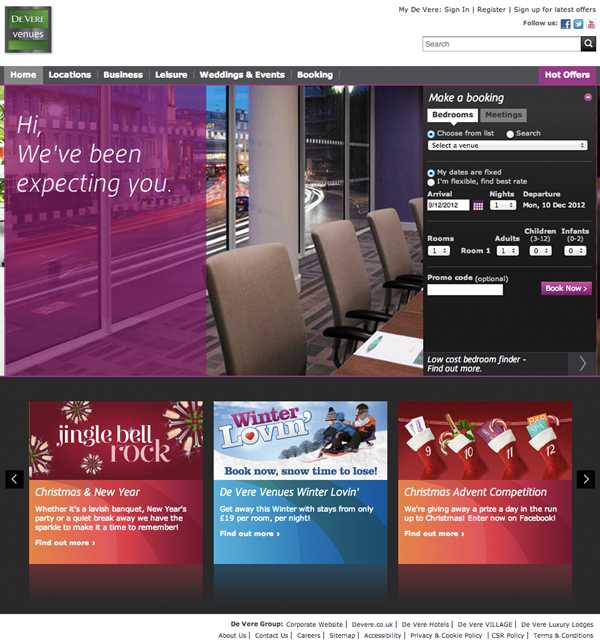 DE VERE
venues
My De Vere: Sign In | Register | Sign up for latest offers
Follow us:
Search
Home
Locations
Business
Leisure
Weddings & Events
Booking
Hot Offers
Hi,
We've been
expecting you.
Make a booking
Bedrooms
Meetings
Choose from list
Search
Select a venue
My dates are fixed
I'm flexible, find best rate
Arrival Nights Departure
9/12/2012 1 Mon, 10 Dec 2012
Children Infants
Rooms Adults (3-12) (0-2)
1 Room 1 1 0 0
Promo code (optional)
Book Now ›
Low cost bedroom finder -
Find out more.
jingle bell
rock
Winter
Lovin'
Book now, snow time to lose!
9 10 11 12
Christmas & New Year
Whether it's a lavish banquet, New Year's
party or a quiet break away we have the
sparkle to make it a time to remember!
Find out more ›
De Vere Venues Winter Lovin'
Get away this Winter with stays from only
£19 per room, per night!
Find out more ›
Christmas Advent Competition
We're giving away a prize a day in the run
up to Christmas! Enter now on Facebook!
Find out more ›
De Vere Group: Corporate Website | Devere.co.uk | De Vere Hotels | De Vere VILLAGE | De Vere Luxury Lodges
About Us | Contact Us | Careers | Sitemap | Accessibility | Privacy & Cookie Policy | CSR Policy | Terms & Conditions